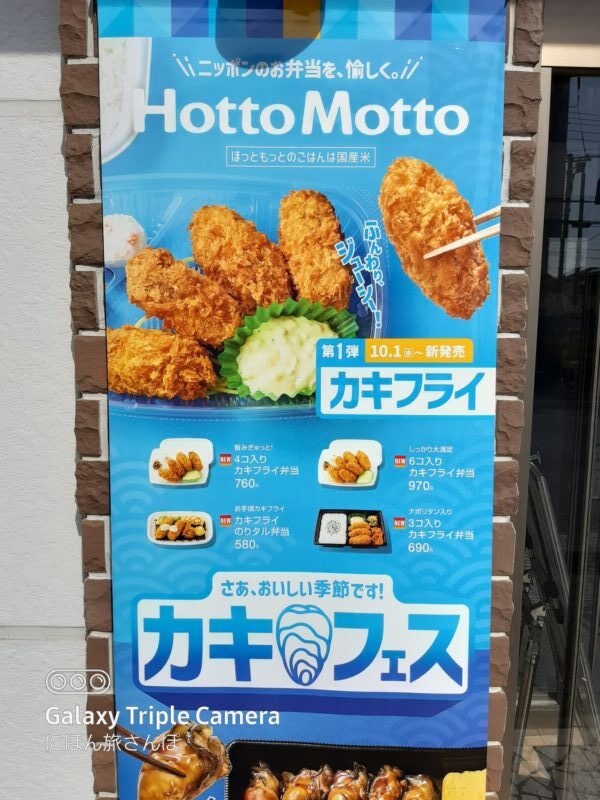 ニッポンのお弁当を、愉しく。
Hotto Motto
ほっともっとのごはんは国産米
ふんわり、
ジューシー!
第1弾 10.1水~新発売
カキフライ
旨みぎゅっと!
NEW 4コ入り
カキフライ弁当
760円
しっかり大満足
NEW 6コ入り
カキフライ弁当
970円
お手頃カキフライ
NEW カキフライ
のりタル弁当
580円
ナポリタン入り
NEW 3コ入り
カキフライ弁当
690円
さあ、おいしい季節です!
カキフェス
Galaxy Triple Camera
にほん旅さんぽ